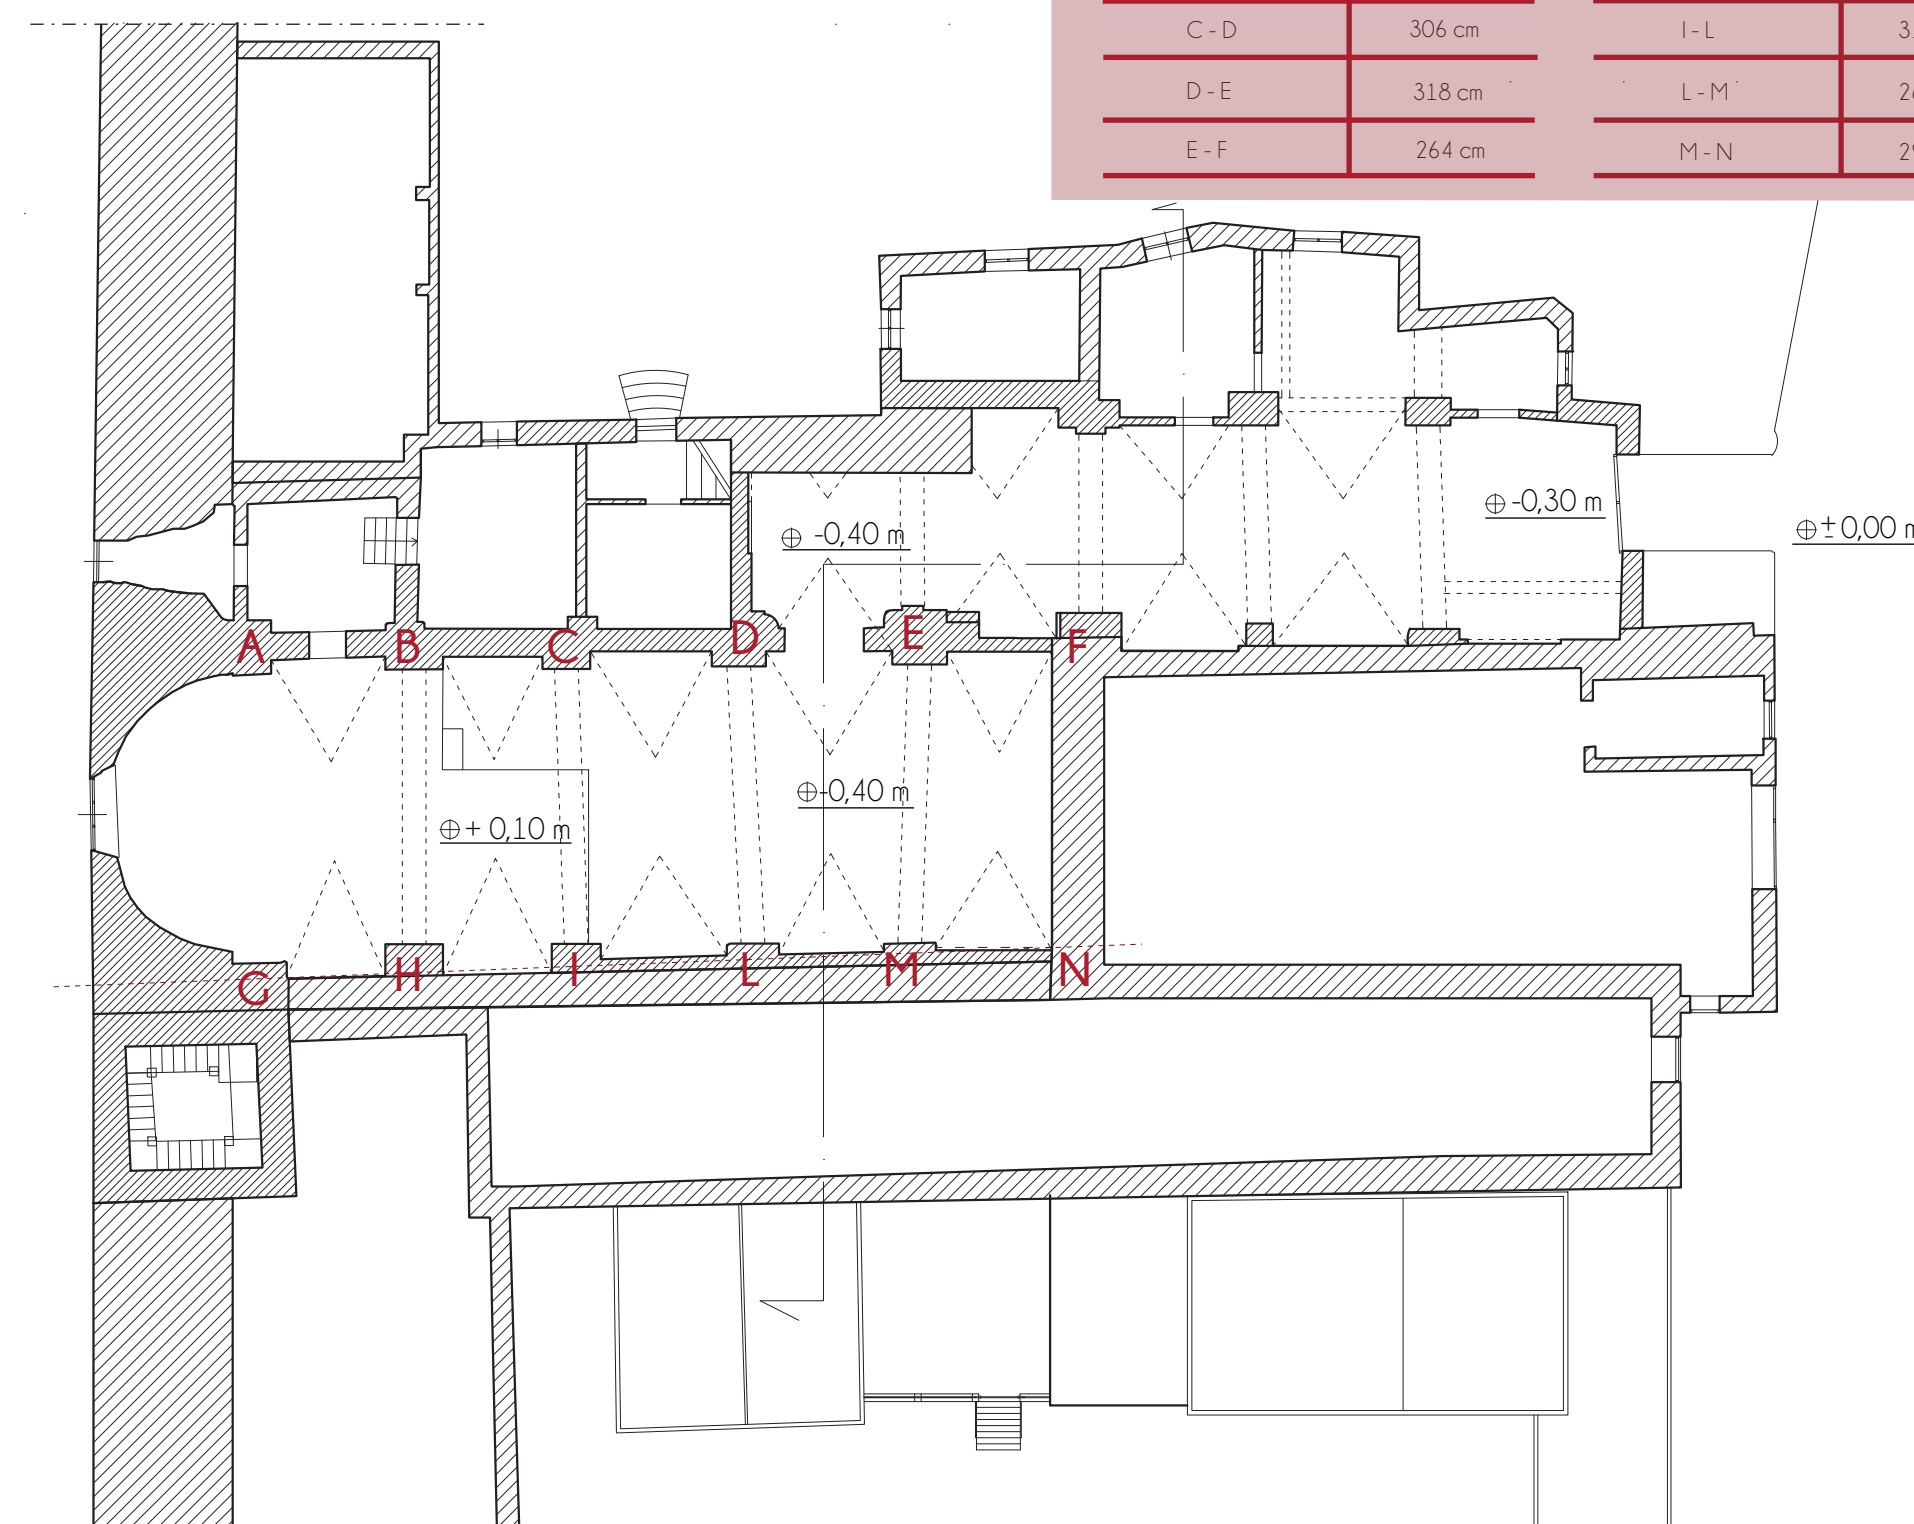 C - D 306 cm I - L
D - E 318 cm L - M
E - F 264 cm M - N
-0,40 m
-0,30 m
±0,00 m
A B C D E F
-0,40 m
+ 0,10 m
G H I L M N